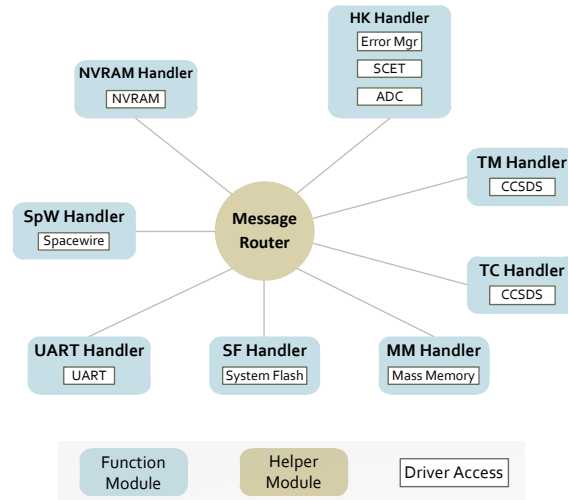 HK Handler
Error Mgr
SCET
ADC
NVRAM Handler
NVRAM
TM Handler
CCSDS
SpW Handler
Spacewire
Message
Router
TC Handler
CCSDS
UART Handler
UART
SF Handler
System Flash
MM Handler
Mass Memory
Function
Module
Helper
Module
Driver Access